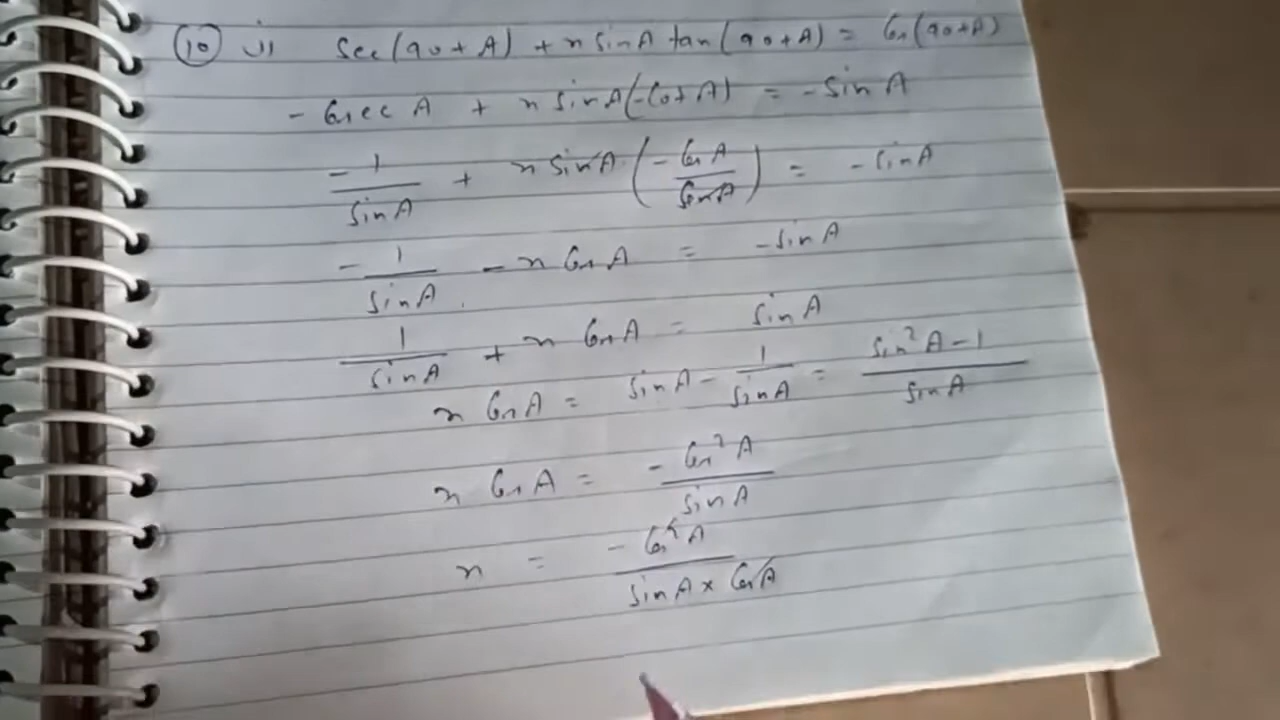 10 ii sec(90+A) + x sinA tan(90+A) = cos(90+A)
- cosec A + x sinA(-cot A) = -sin A
-1/sinA + x sinA (-cosA/sinA) = -sinA
-1/sinA - x cosA = -sinA
1/sinA + x cosA = sinA
x cosA = sinA - 1/sinA = sin²A-1/sinA
x cosA = -cos²A/sinA
x = -cos²A/sinA x cosA